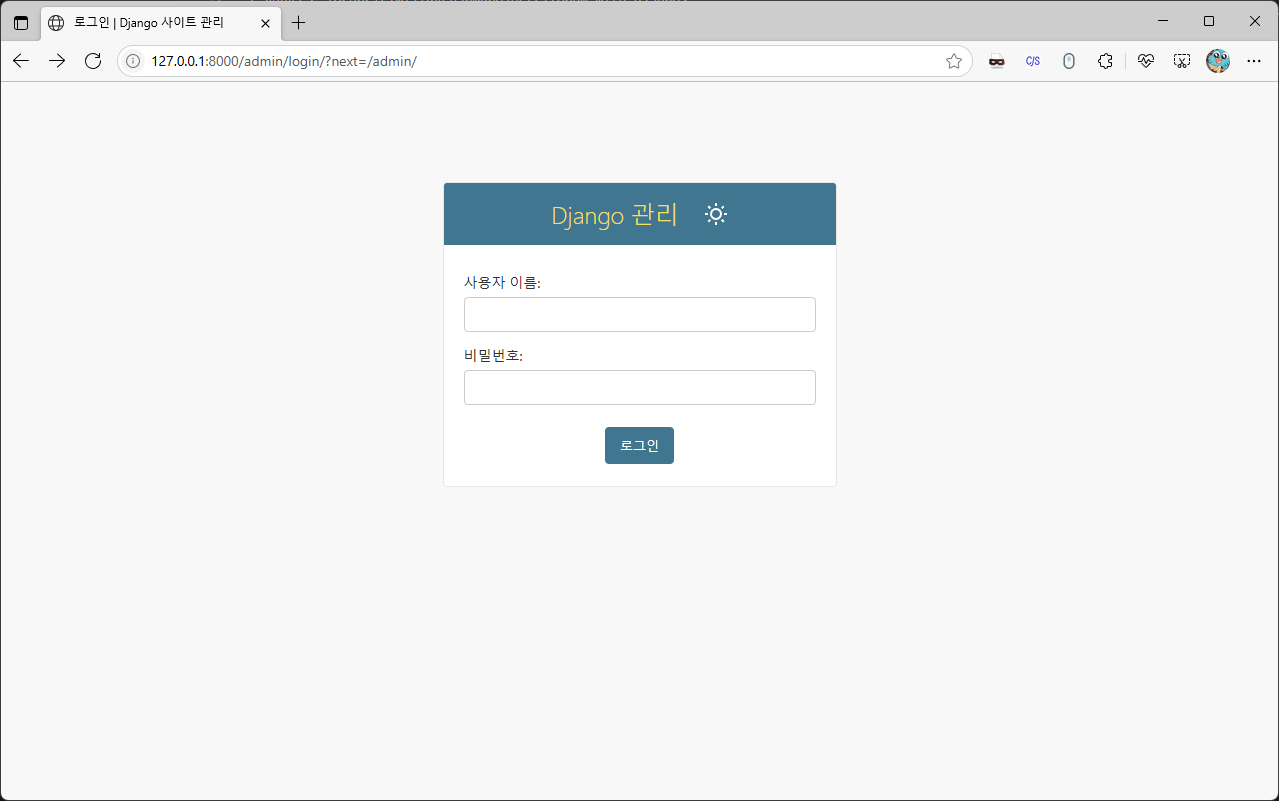 로그인 | Django 사이트 관리
127.0.0.1:8000/admin/login/?next=/admin/
C/S
Django 관리
사용자 이름:
비밀번호:
로그인